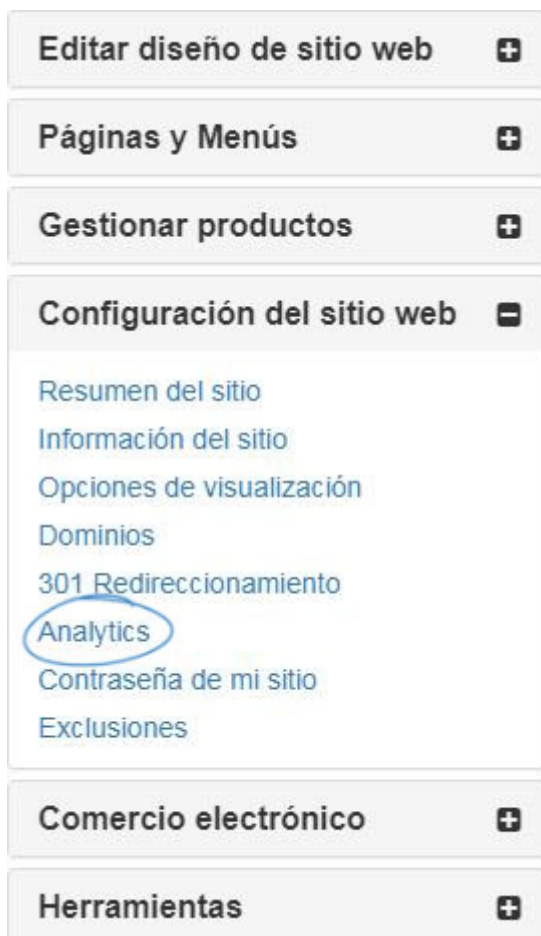 Editar diseño de sitio web
Páginas y Menús
Gestionar productos
Configuración del sitio web
Resumen del sitio
Información del sitio
Opciones de visualización
Dominios
301 Redireccionamiento
Analytics
Contraseña de mi sitio
Exclusiones
Comercio electrónico
Herramientas